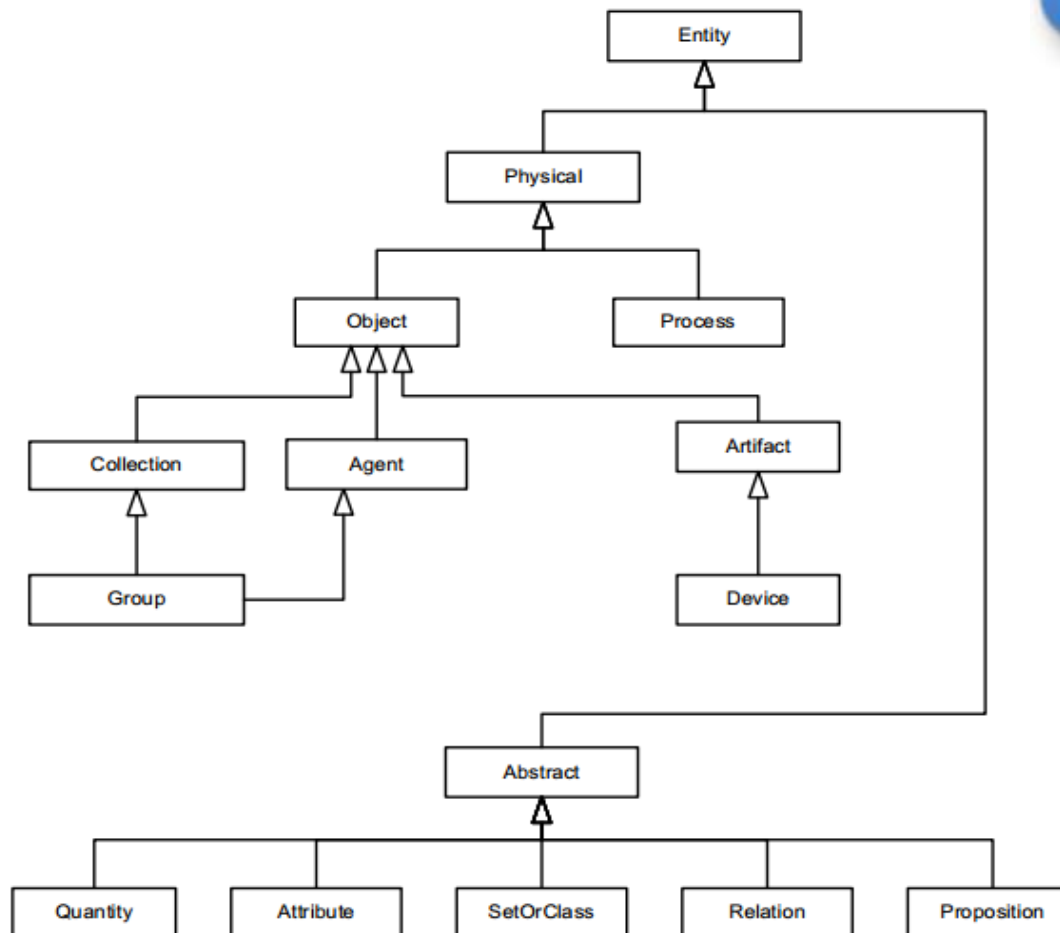 Entity
Physical
Object
Process
Collection
Agent
Artifact
Group
Device
Abstract
Quantity
Attribute
SetOrClass
Relation
Proposition